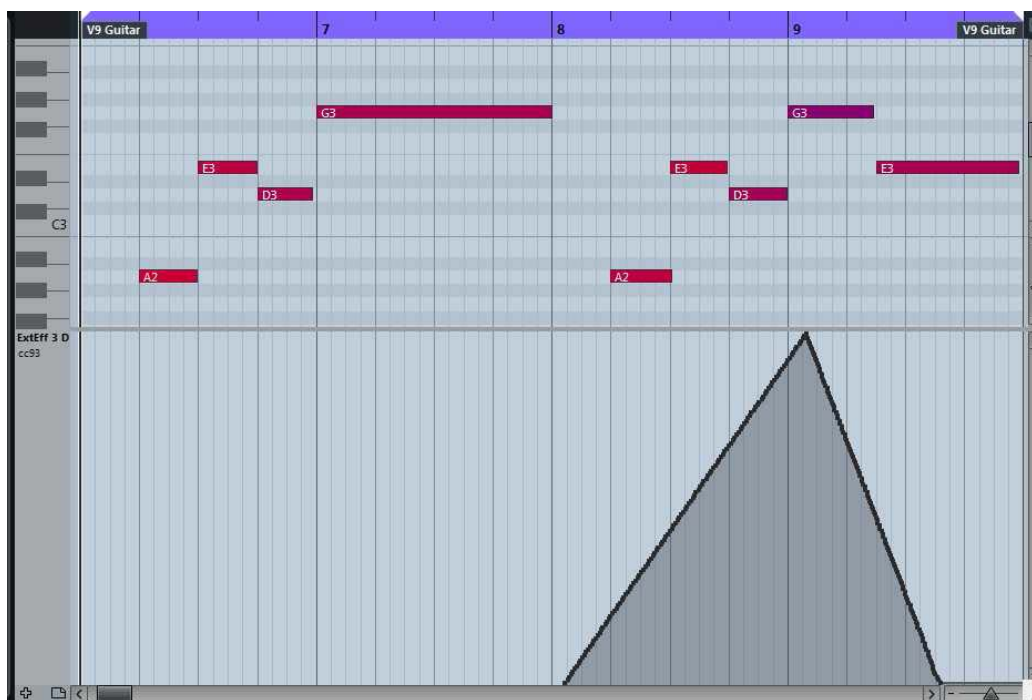 V9 Guitar
7
8
9
V9 Guitar
G3
G3
E3
E3
E3
D3
D3
C3
A2
A2
ExtEff 3 D
cc93